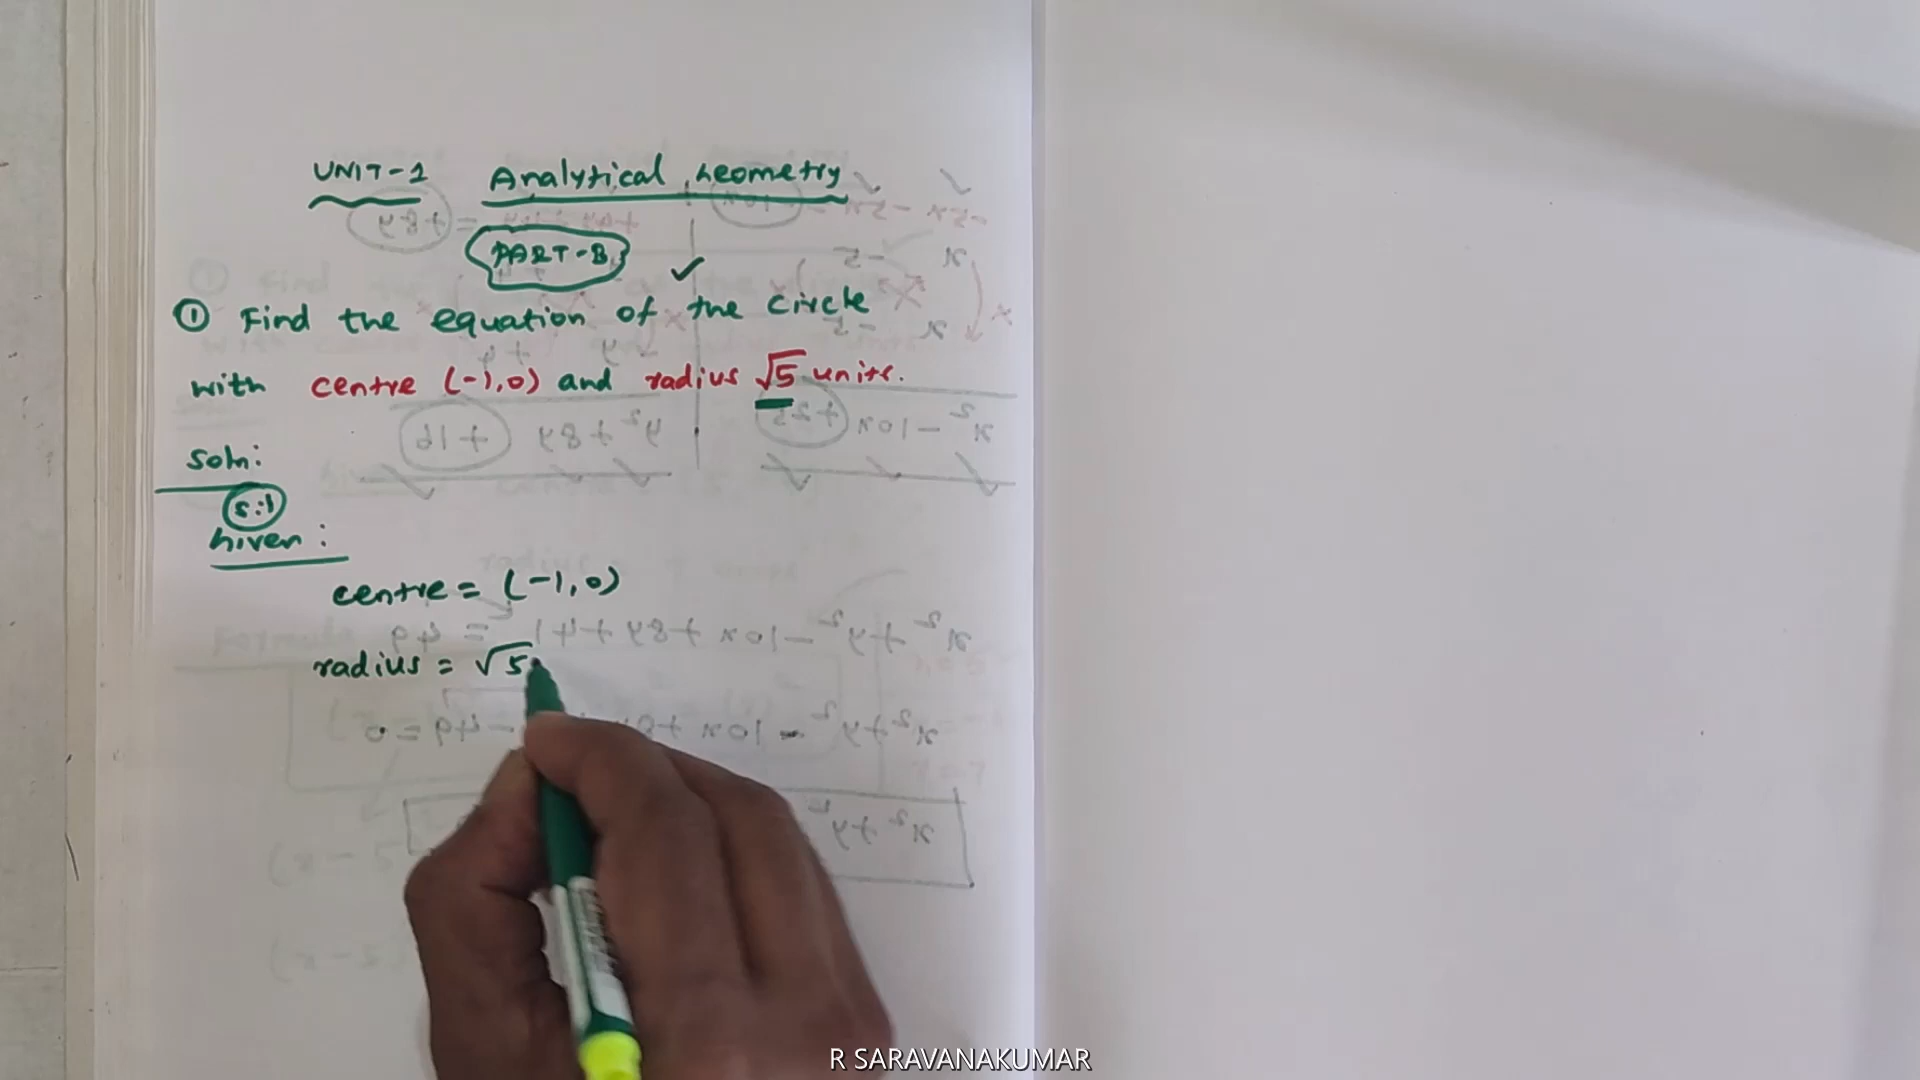 UNIT-1 Analytical Geometry
PART-B ✓
① Find the equation of the circle
with centre (-1,0) and radius √5 units.
Soln:
S:1
Given:
centre = (-1,0)
radius = √5
R SARAVANAKUMAR